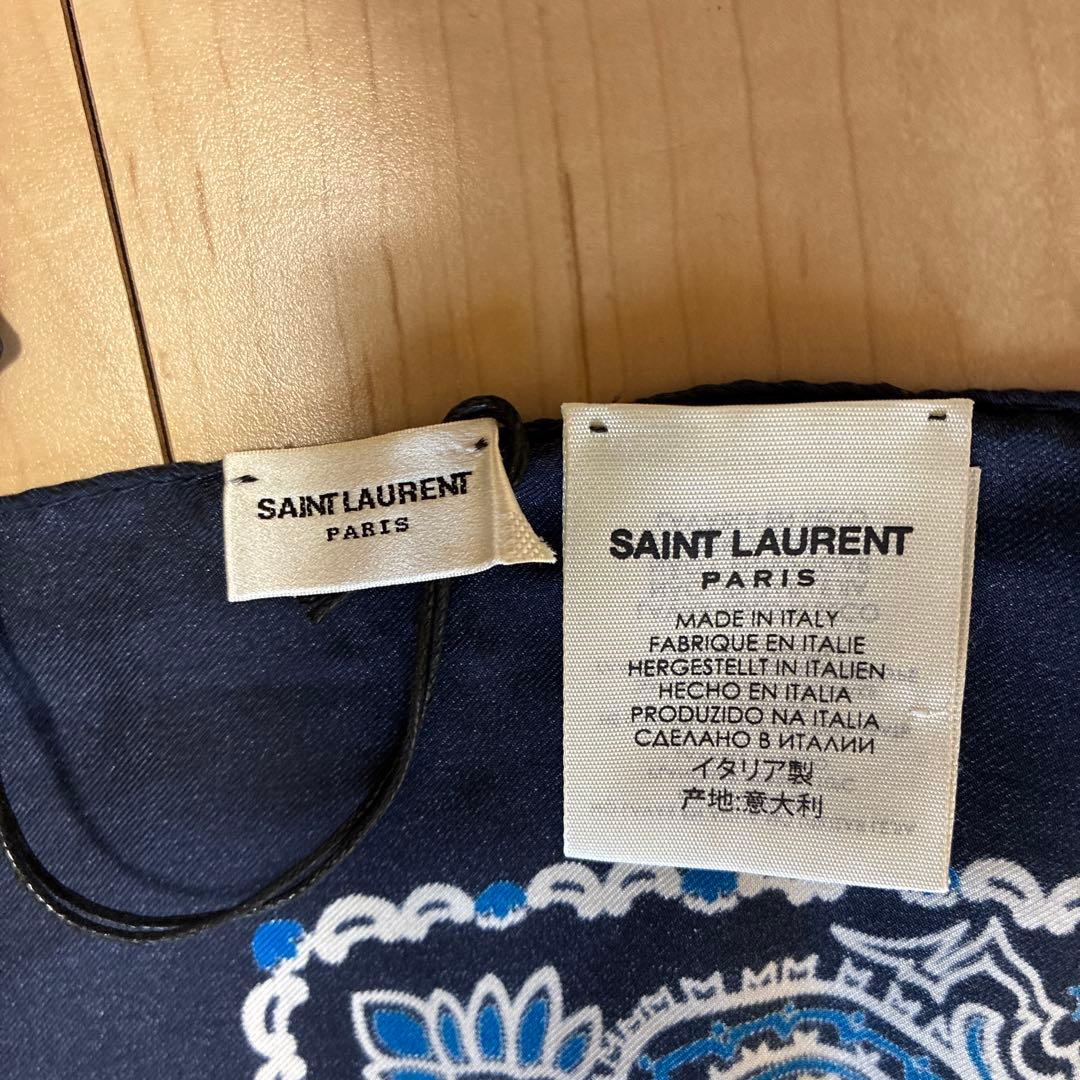 SAINT LAURENT
PARIS
SAINT LAURENT
PARIS
MADE IN ITALY
FABRIQUE EN ITALIE
HERGESTELLT IN ITALIEN
HECHO EN ITALIA
PRODUZIDO NA ITALIA
СДЕЛАНО В ИТАЛИИ
イタリア製
产地:意大利